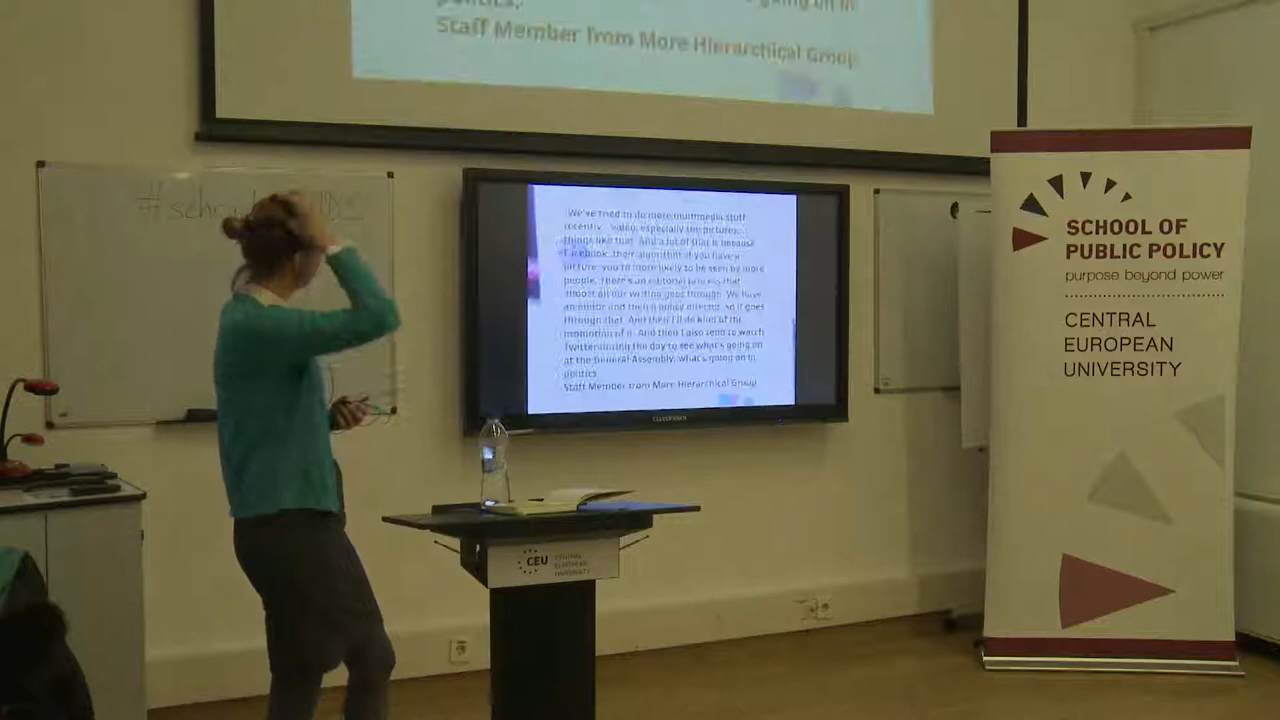 politics.
going on in
Staff Member from More Hierarchical Group
We've tried to do more multimedia stuff
recently. Video, especially the pictures,
things like that. And a lot of that is because
Facebook, their algorithm if you have a
picture, you're more likely to be seen by more
people. There's an editorial process that
almost all our writing goes through. We have
an editor and then a policy director, so it goes
through that. And then I'll do kind of the
promotion of it. And then I also tend to watch
Twitter during the day to see what's going on
at the General Assembly, what's going on in
politics
Staff Member from More Hierarchical Group
CEU
CENTRAL
EUROPEAN
UNIVERSITY
SCHOOL OF
PUBLIC POLICY
purpose beyond power
CENTRAL
EUROPEAN
UNIVERSITY